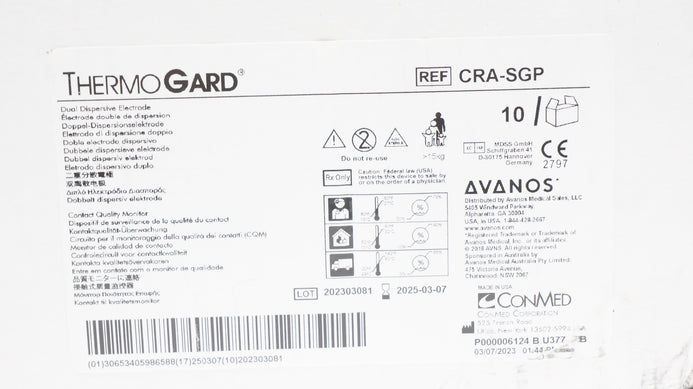 THERMOGARD®
REF CRA-SGP
Dual Dispersive Electrode
Électrode double de dispersion
Doppel-Dispersionselektrode
Elettrodo di dispersione doppio
Doble electrodo dispersivo
Dubbele dispersieve elektrode
Dubbel dispersiv elektrod
Eletrodo dispersivo duplo
二重分散電極
双离散电极
Διπλό Ηλεκτρόδιο Διασποράς
Dobbelt dispersiv elektrode
10 /
Do not re-use
>15kg
MDSS GmbH
Schiffgraben 41
D-30175 Hannover
Germany
CE
2797
Rx Only
Caution: Federal law (USA)
restricts this device to sale by
or on the order of a physician.
Contact Quality Monitor
Dispositif de surveillance de la qualité du contact
Kontaktqualität-Überwachung
Circuito per il monitoraggio della qualità dei contatti (CQM)
Monitor de calidad de contacto
Controlecircuit voor contactkwaliteit
Kontakta kvalitetsövervakaren
Entre em contato com o monitor de qualidade
品質モニターに連絡
接触式质量监控器
Kontakt til kvalitetsmonitor
AVANOS
Distributed by Avanos Medical Sales, LLC
5405 Windward Parkway
Alpharetta GA 30004
USA, in USA, 1-844-428-2667
www.avanos.com
*Registered Trademark or Trademark of
Avanos Medical, Inc. or its affiliates
© 2018 AVNS. All rights reserved.
Sponsored in Australia by
Avanos Medical Australia Pty Limited;
475 Victoria Avenue,
Chatswood, NSW 2067
LOT 202303081
2025-03-07
MADE IN USA
CONMED
CONMED CORPORATION
525 French Road
Utica, New York 13502-5994 USA
P000006124 B U377
03/07/2023 01:44
(01)30653405986588(17)250307(10)202303081